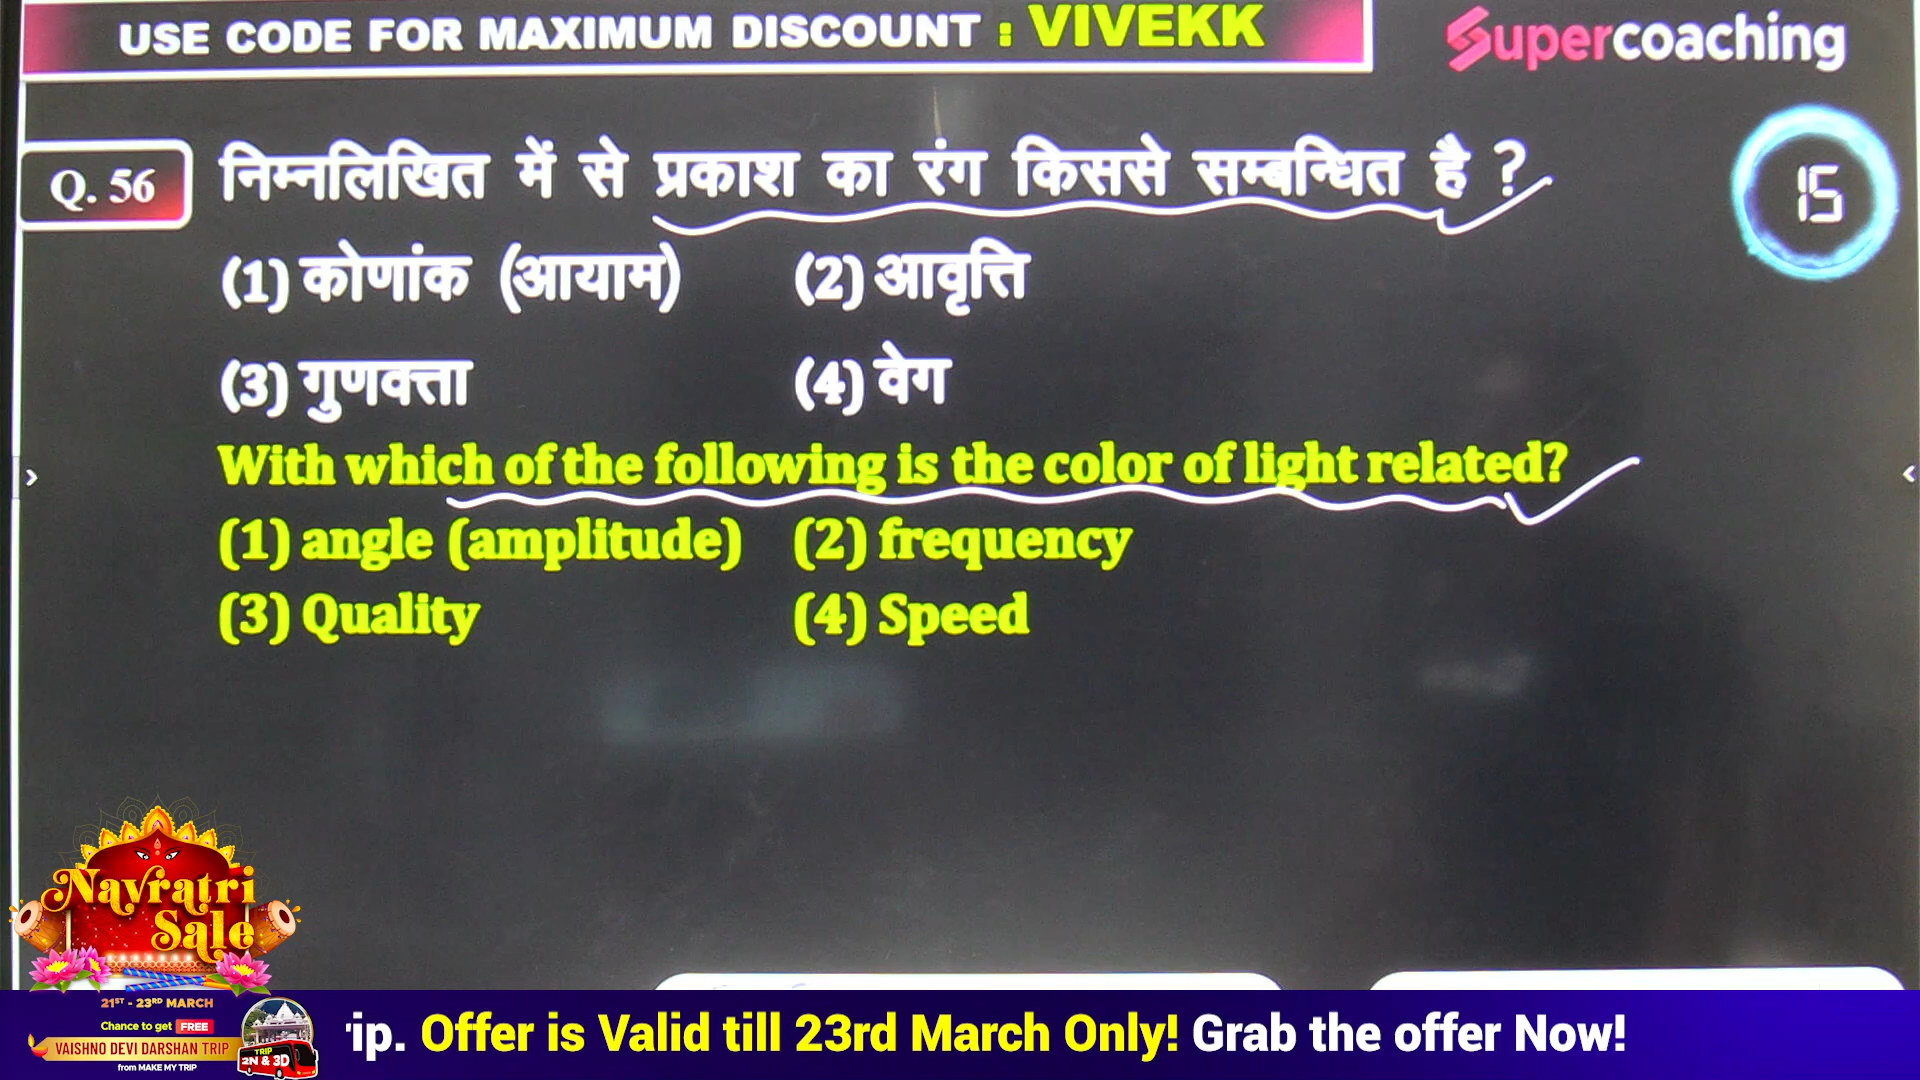 USE CODE FOR MAXIMUM DISCOUNT : VIVEKK
Supercoaching
Q. 56
निम्नलिखित में से प्रकाश का रंग किससे सम्बन्धित है ?
15
(1) कोणांक (आयाम) (2) आवृत्ति
(3) गुणक्त्ता (4) वेग
With which of the following is the color of light related?
(1) angle (amplitude) (2) frequency
(3) Quality (4) Speed
Navratri
Sale
21ST - 23RD MARCH
Chance to get FREE
VAISHNO DEVI DARSHAN TRIP
from MAKE MY TRIP
TRIP
2N & 3D
rip. Offer is Valid till 23rd March Only! Grab the offer Now!